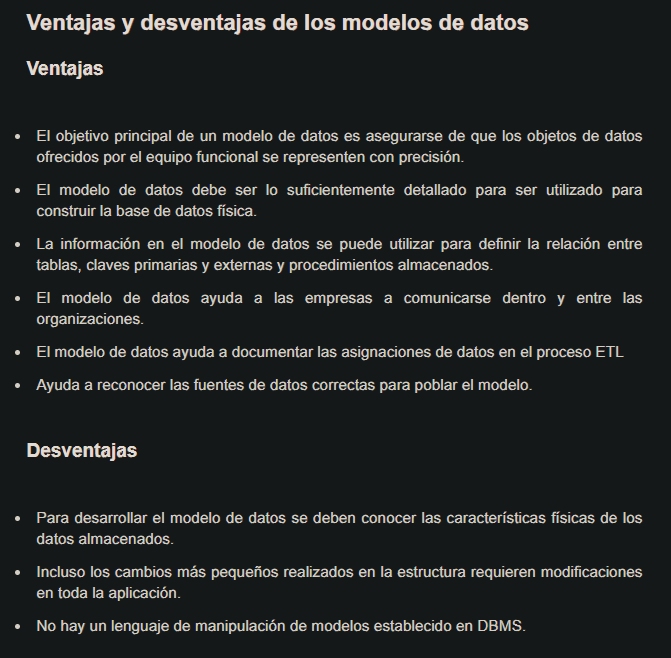 Ventajas y desventajas de los modelos de datos
Ventajas
• El objetivo principal de un modelo de datos es asegurarse de que los objetos de datos
ofrecidos por el equipo funcional se representen con precisión.
• El modelo de datos debe ser lo suficientemente detallado para ser utilizado para
construir la base de datos física.
• La información en el modelo de datos se puede utilizar para definir la relación entre
tablas, claves primarias y externas y procedimientos almacenados.
• El modelo de datos ayuda a las empresas a comunicarse dentro y entre las
organizaciones.
• El modelo de datos ayuda a documentar las asignaciones de datos en el proceso ETL
• Ayuda a reconocer las fuentes de datos correctas para poblar el modelo.
Desventajas
• Para desarrollar el modelo de datos se deben conocer las características físicas de los
datos almacenados.
• Incluso los cambios más pequeños realizados en la estructura requieren modificaciones
en toda la aplicación.
• No hay un lenguaje de manipulación de modelos establecido en DBMS.